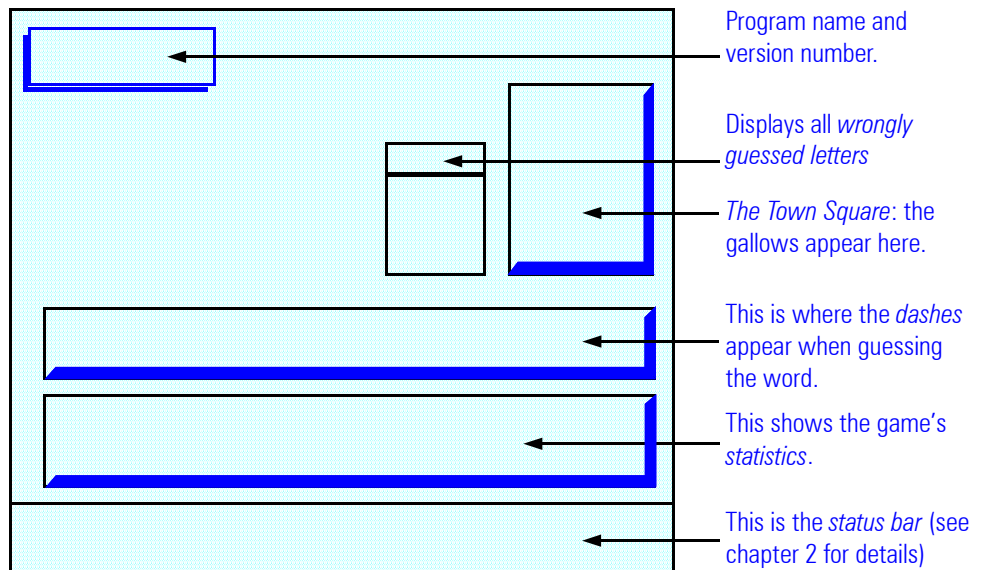 Program name and
version number.
Displays all wrongly
guessed letters
The Town Square: the
gallows appear here.
This is where the dashes
appear when guessing
the word.
This shows the game’s
statistics.
This is the status bar (see
chapter 2 for details)